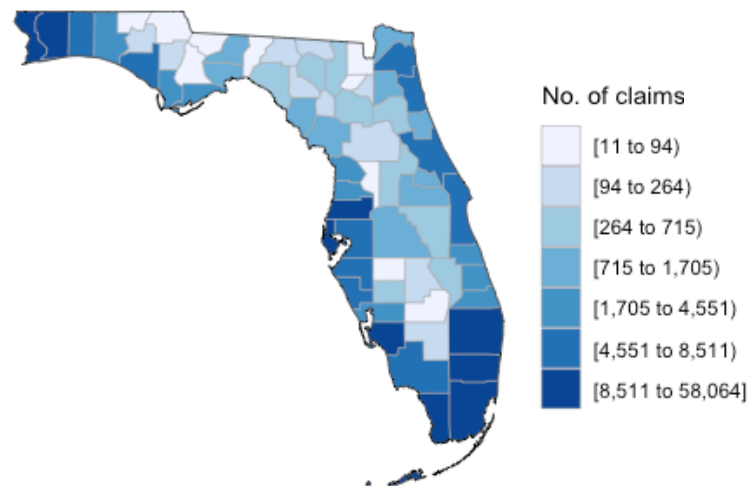 No. of claims
[11 to 94)
[94 to 264)
[264 to 715)
[715 to 1,705)
[1,705 to 4,551)
[4,551 to 8,511)
[8,511 to 58,064]